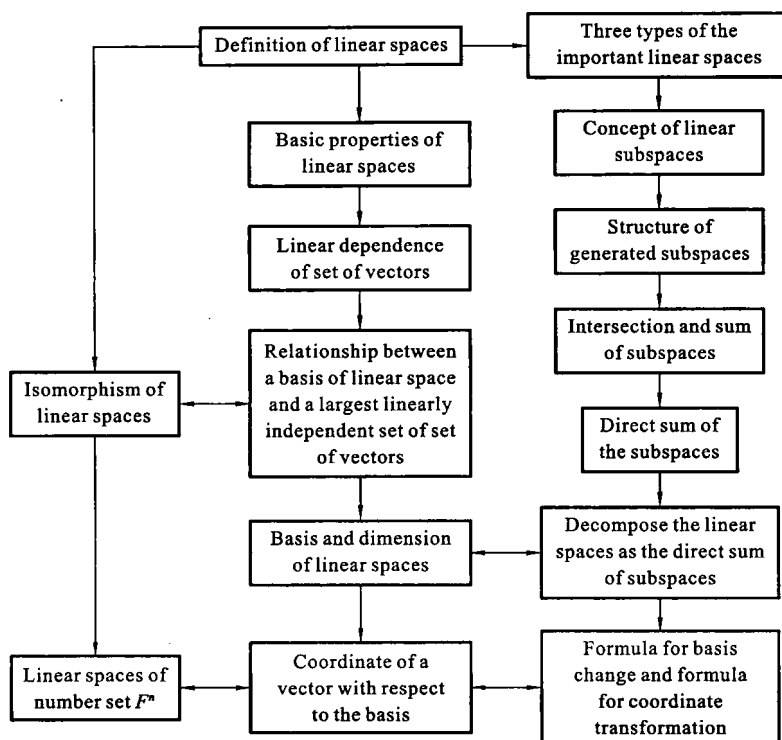 Definition of linear spaces
Three types of the
important linear spaces
Basic properties of
linear spaces
Concept of linear
subspaces
Linear dependence
of set of vectors
Structure of
generated subspaces
Isomorphism of
linear spaces
Relationship between
a basis of linear space
and a largest linearly
independent set of set
of vectors
Intersection and sum
of subspaces
Direct sum of
the subspaces
Basis and dimension
of linear spaces
Decompose the linear
spaces as the direct sum
of subspaces
Linear spaces of
number set Fⁿ
Coordinate of a
vector with respect
to the basis
Formula for basis
change and formula
for coordinate
transformation